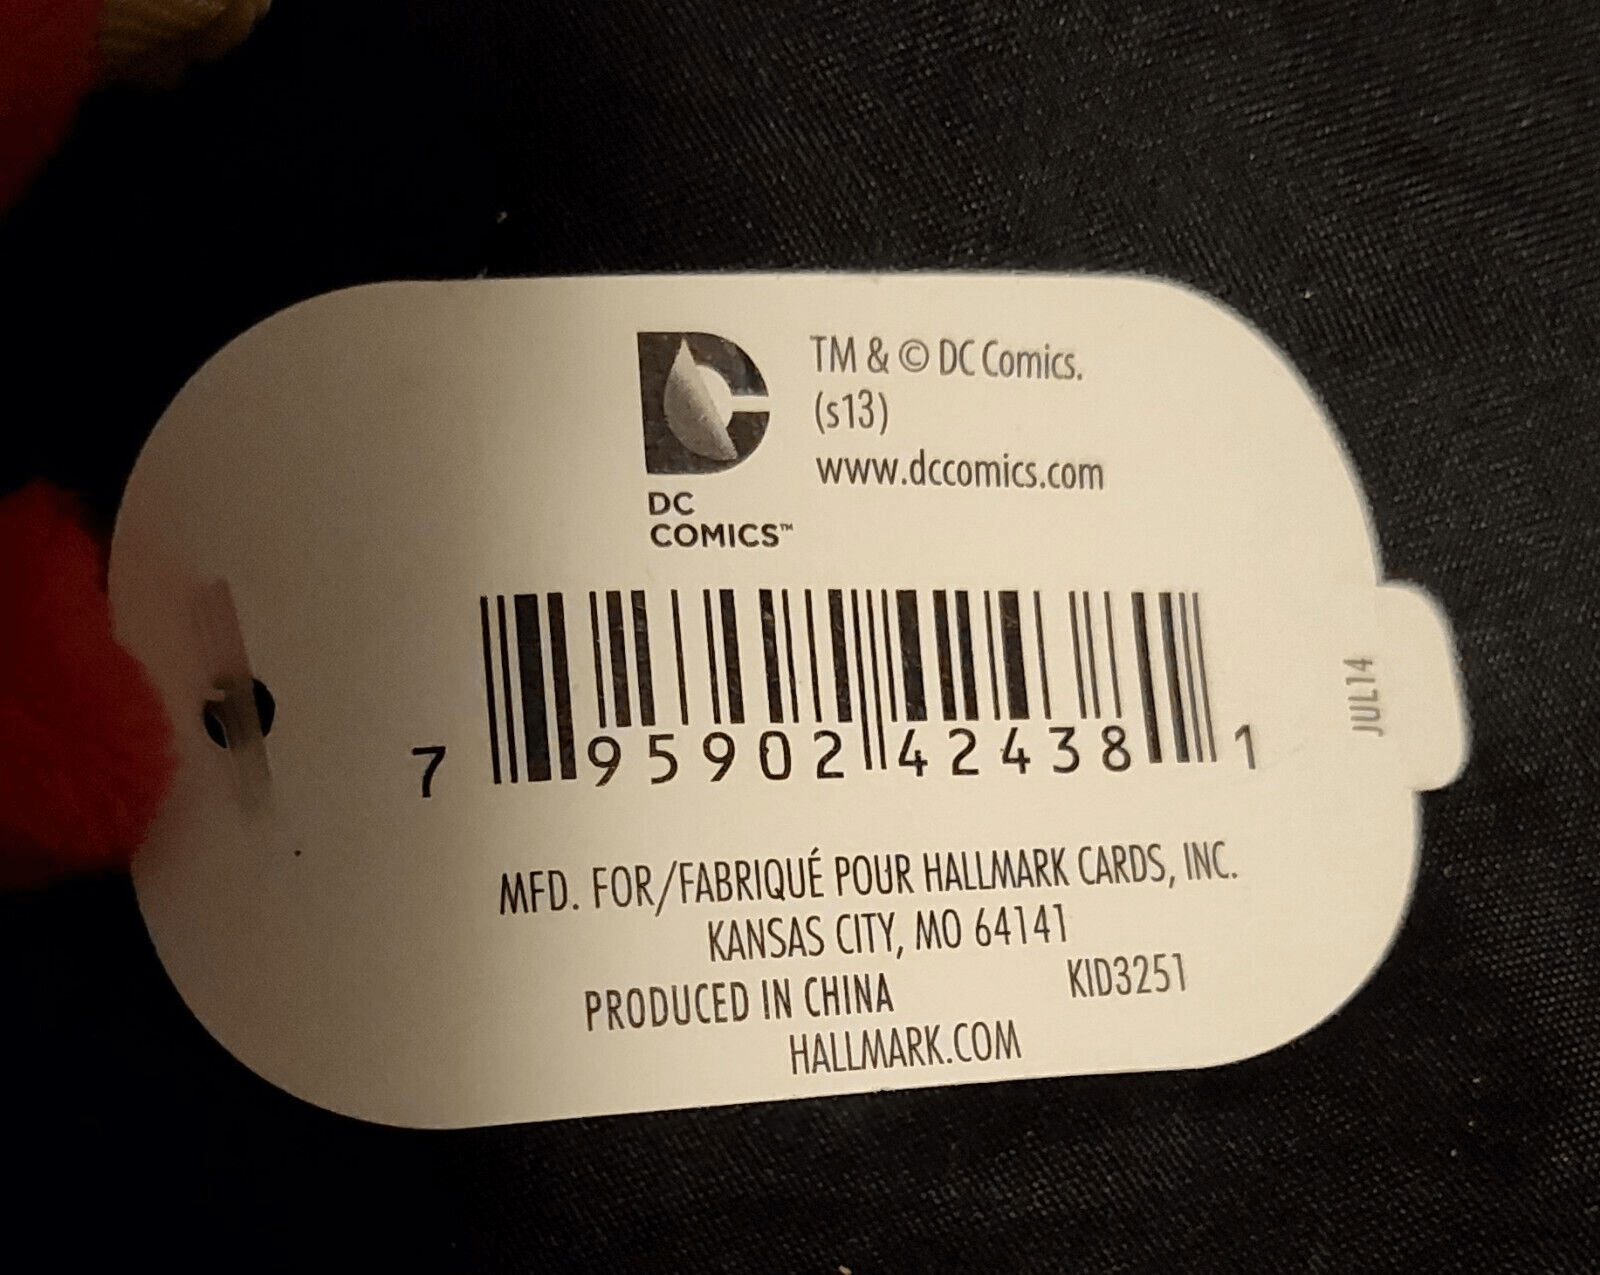 TM & © DC Comics.
(s13)
www.dccomics.com
DC
COMICS™
7 95902 42438 1
JUL14
MFD. FOR/FABRIQUÉ POUR HALLMARK CARDS, INC.
KANSAS CITY, MO 64141
PRODUCED IN CHINA KID3251
HALLMARK.COM